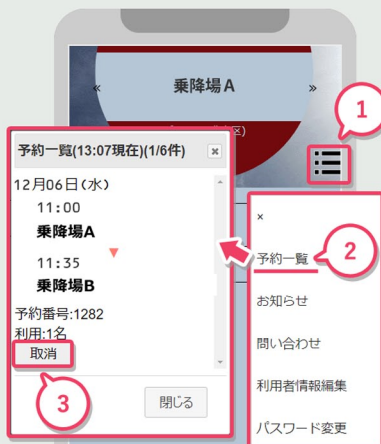 «
乗降場A
»
区)
1
予約一覧(13:07現在)(1/6件)
×
12月06日(水)
11:00
乗降場A
▼
11:35
乗降場B
予約番号:1282
利用:1名
取消
閉じる
3
×
予約一覧
2
お知らせ
問い合わせ
利用者情報編集
パスワード変更